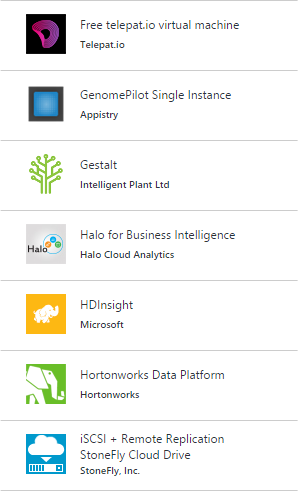 Free telepat.io virtual machine
Telepat.io
GenomePilot Single Instance
Appistry
Gestalt
Intelligent Plant Ltd
Halo
Halo for Business Intelligence
Halo Cloud Analytics
HDInsight
Microsoft
Hortonworks Data Platform
Hortonworks
iSCSI + Remote Replication
StoneFly Cloud Drive
StoneFly, Inc.